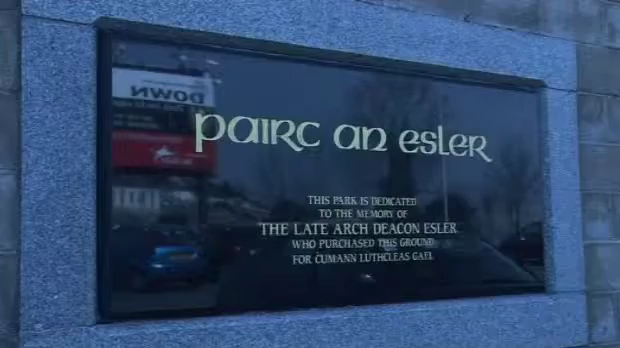 DOWN
pairc an esler
THIS PARK IS DEDICATED
TO THE MEMORY OF
THE LATE ARCH DEACON ESLER
WHO PURCHASED THIS GROUND
FOR CUMANN LUTHCLEAS GAEL